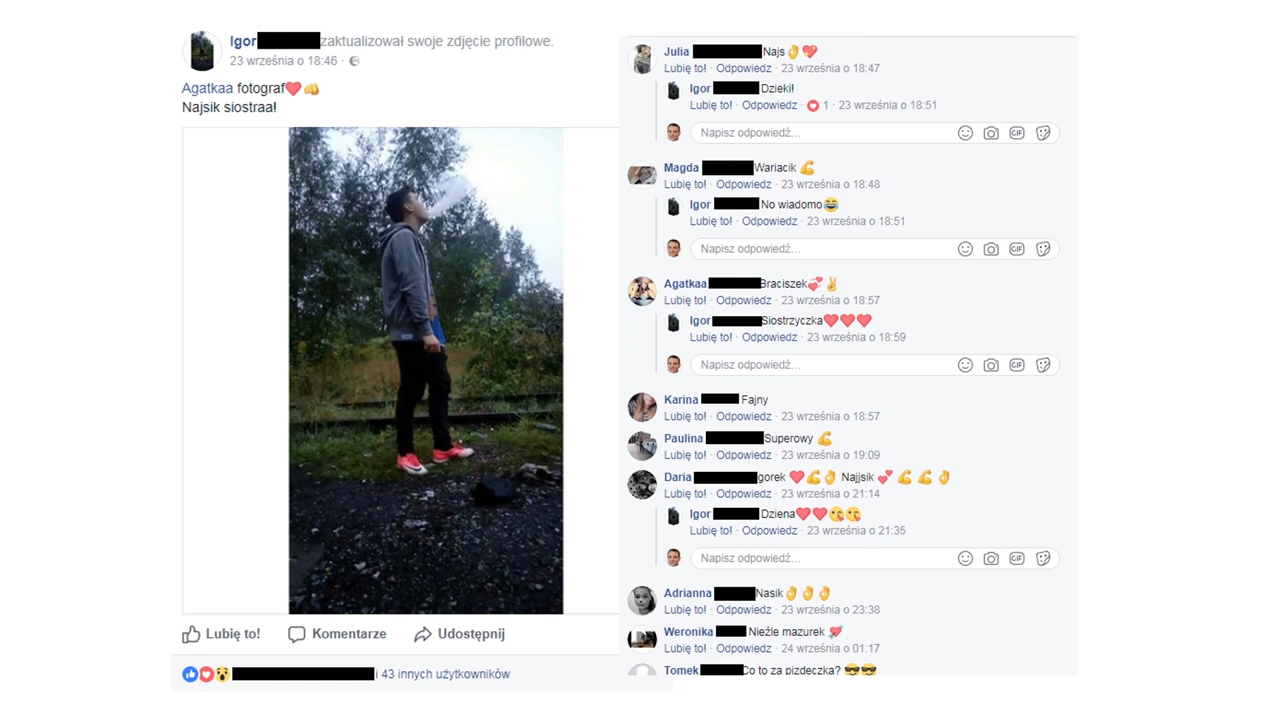 Igor zaktualizował swoje zdjęcie profilowe.
23 września o 18:46 ·
Agatkaa fotograf❤️👊
Najsik siostraa!
Lubię to! Komentarze Udostępnij
i 43 innych użytkowników
Julia Najs👌💖
Lubię to! · Odpowiedz · 23 września o 18:47
Igor Dzieki!
Lubię to! · Odpowiedz · 1 · 23 września o 18:51
Napisz odpowiedź... GIF
Magda Wariacik 💪
Lubię to! · Odpowiedz · 23 września o 18:48
Igor No wiadomo😂
Lubię to! · Odpowiedz · 23 września o 18:51
Napisz odpowiedź... GIF
Agatkaa Braciszek💞✌️
Lubię to! · Odpowiedz · 23 września o 18:57
Igor Siostrzyczka❤️❤️❤️
Lubię to! · Odpowiedz · 23 września o 18:59
Napisz odpowiedź... GIF
Karina Fajny
Lubię to! · Odpowiedz · 23 września o 18:57
Paulina Superowy 💪
Lubię to! · Odpowiedz · 23 września o 19:09
Daria gorek ❤️💪👌 Najjsik 💕 💪 💪 👌
Lubię to! · Odpowiedz · 23 września o 21:14
Igor Dziena❤️❤️😘😘
Lubię to! · Odpowiedz · 23 września o 21:35
Napisz odpowiedź... GIF
Adrianna Nasik👌👌👌
Lubię to! · Odpowiedz · 23 września o 23:38
Weronika Nieźle mazurek 💘
Lubię to! · Odpowiedz · 24 września o 01:17
Tomek Co to za pizdeczka? 😎😎